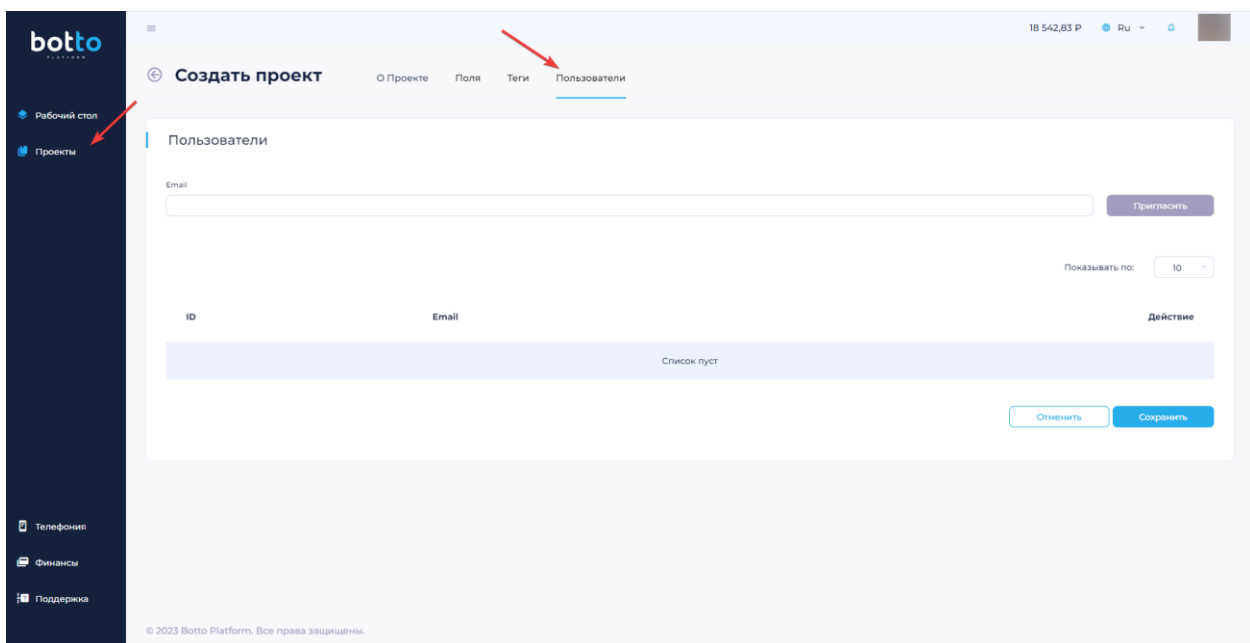 botto
PLATFORM
18 542,83 ₽ Ru
Создать проект О Проекте Поля Теги Пользователи
Рабочий стол
Проекты
Пользователи
Email
Пригласить
Показывать по: 10
ID Email Действие
Список пуст
Отменить Сохранить
Телефония
Финансы
Поддержка
© 2023 Botto Platform. Все права защищены.